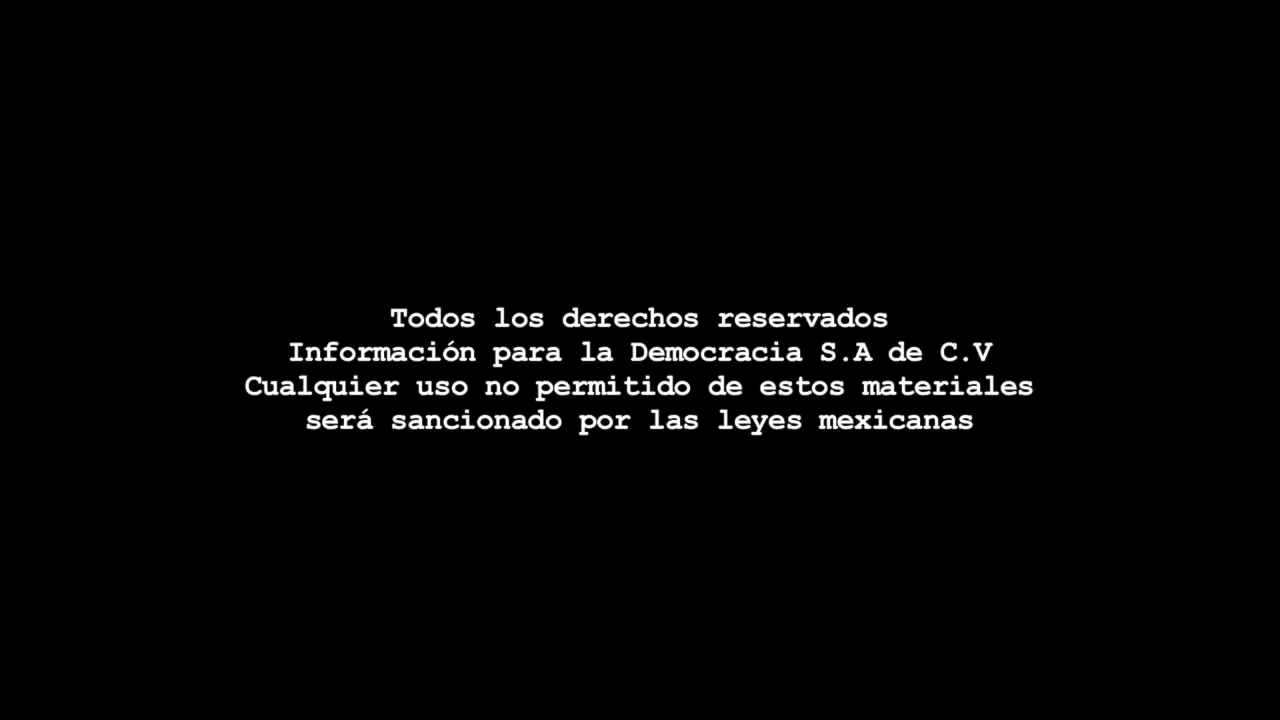 Todos los derechos reservados
Información para la Democracia S.A de C.V
Cualquier uso no permitido de estos materiales
será sancionado por las leyes mexicanas